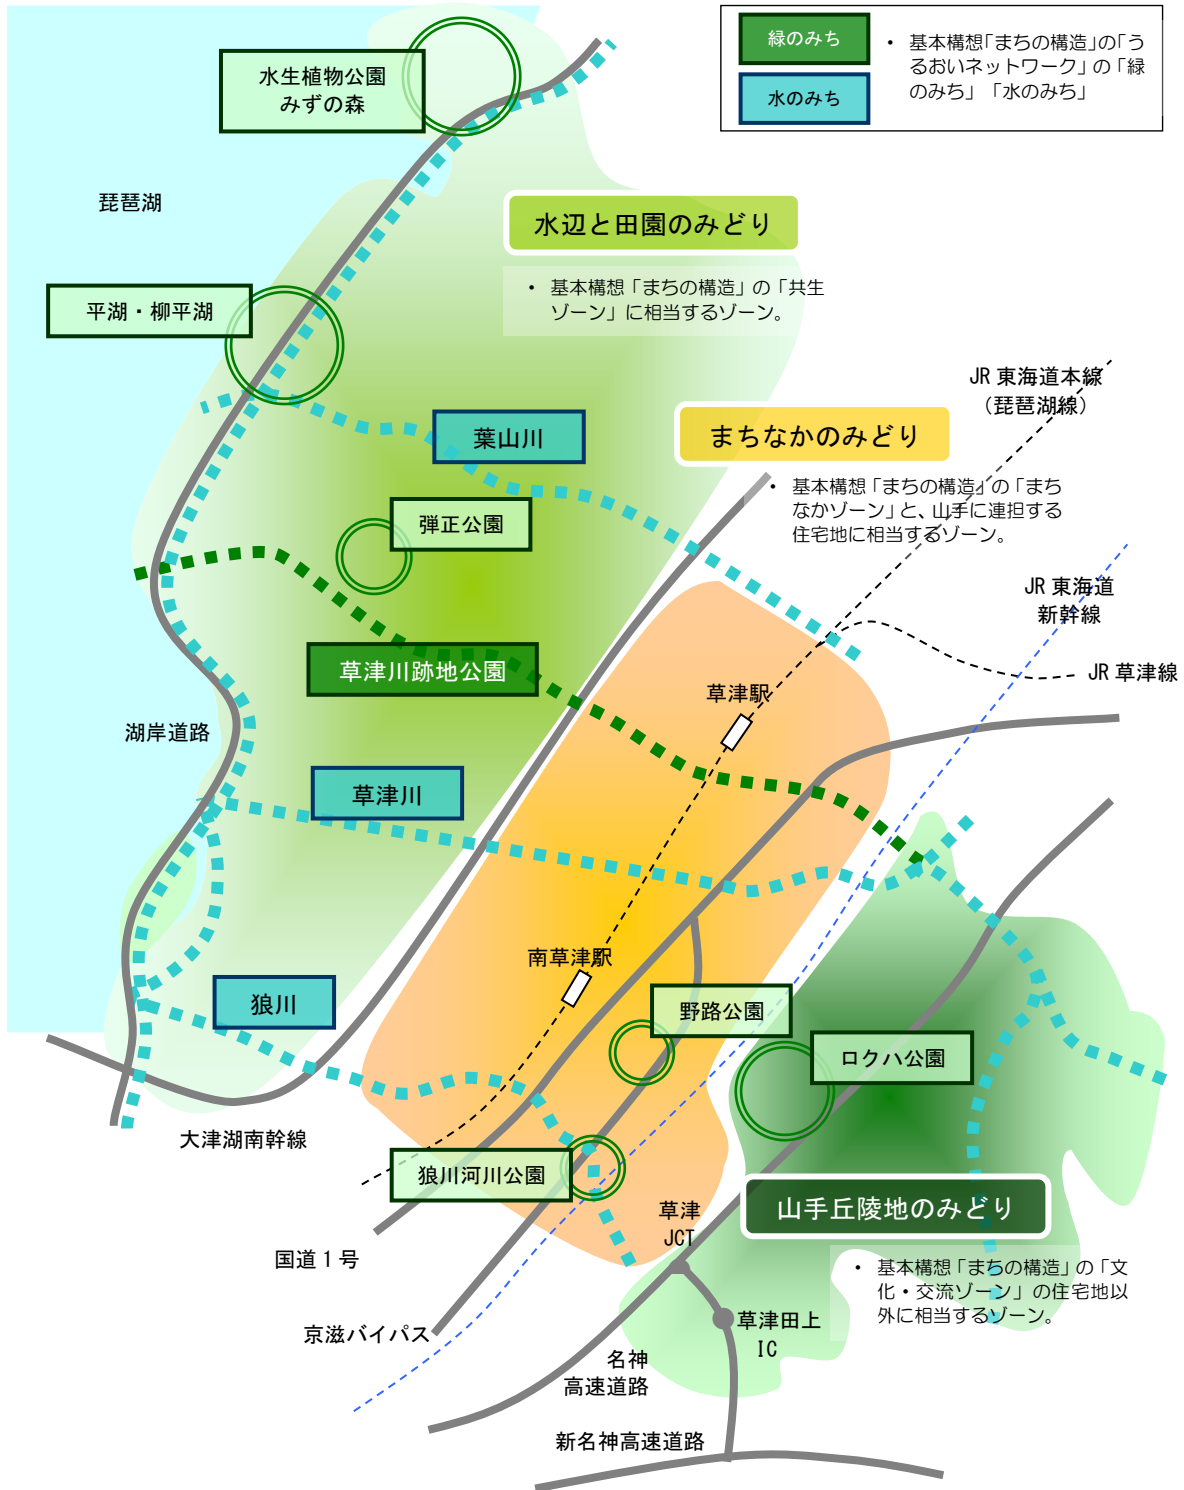 緑のみち
水のみち
• 基本構想「まちの構造」の「う
るおいネットワーク」の「緑
のみち」「水のみち」
水生植物公園
みずの森
琵琶湖
水辺と田園のみどり
• 基本構想「まちの構造」の「共生
ゾーン」に相当するゾーン。
平湖・柳平湖
JR 東海道本線
（琵琶湖線）
葉山川
まちなかのみどり
• 基本構想「まちの構造」の「まち
なかゾーン」と、山手に連担する
住宅地に相当するゾーン。
弾正公園
JR 東海道
新幹線
草津川跡地公園
JR 草津線
草津駅
湖岸道路
草津川
南草津駅
狼川
野路公園
ロクハ公園
大津湖南幹線
狼川河川公園
山手丘陵地のみどり
草津
JCT
国道１号
• 基本構想「まちの構造」の「文
化・交流ゾーン」の住宅地以
外に相当するゾーン。
京滋バイパス
草津田上
IC
名神
高速道路
新名神高速道路